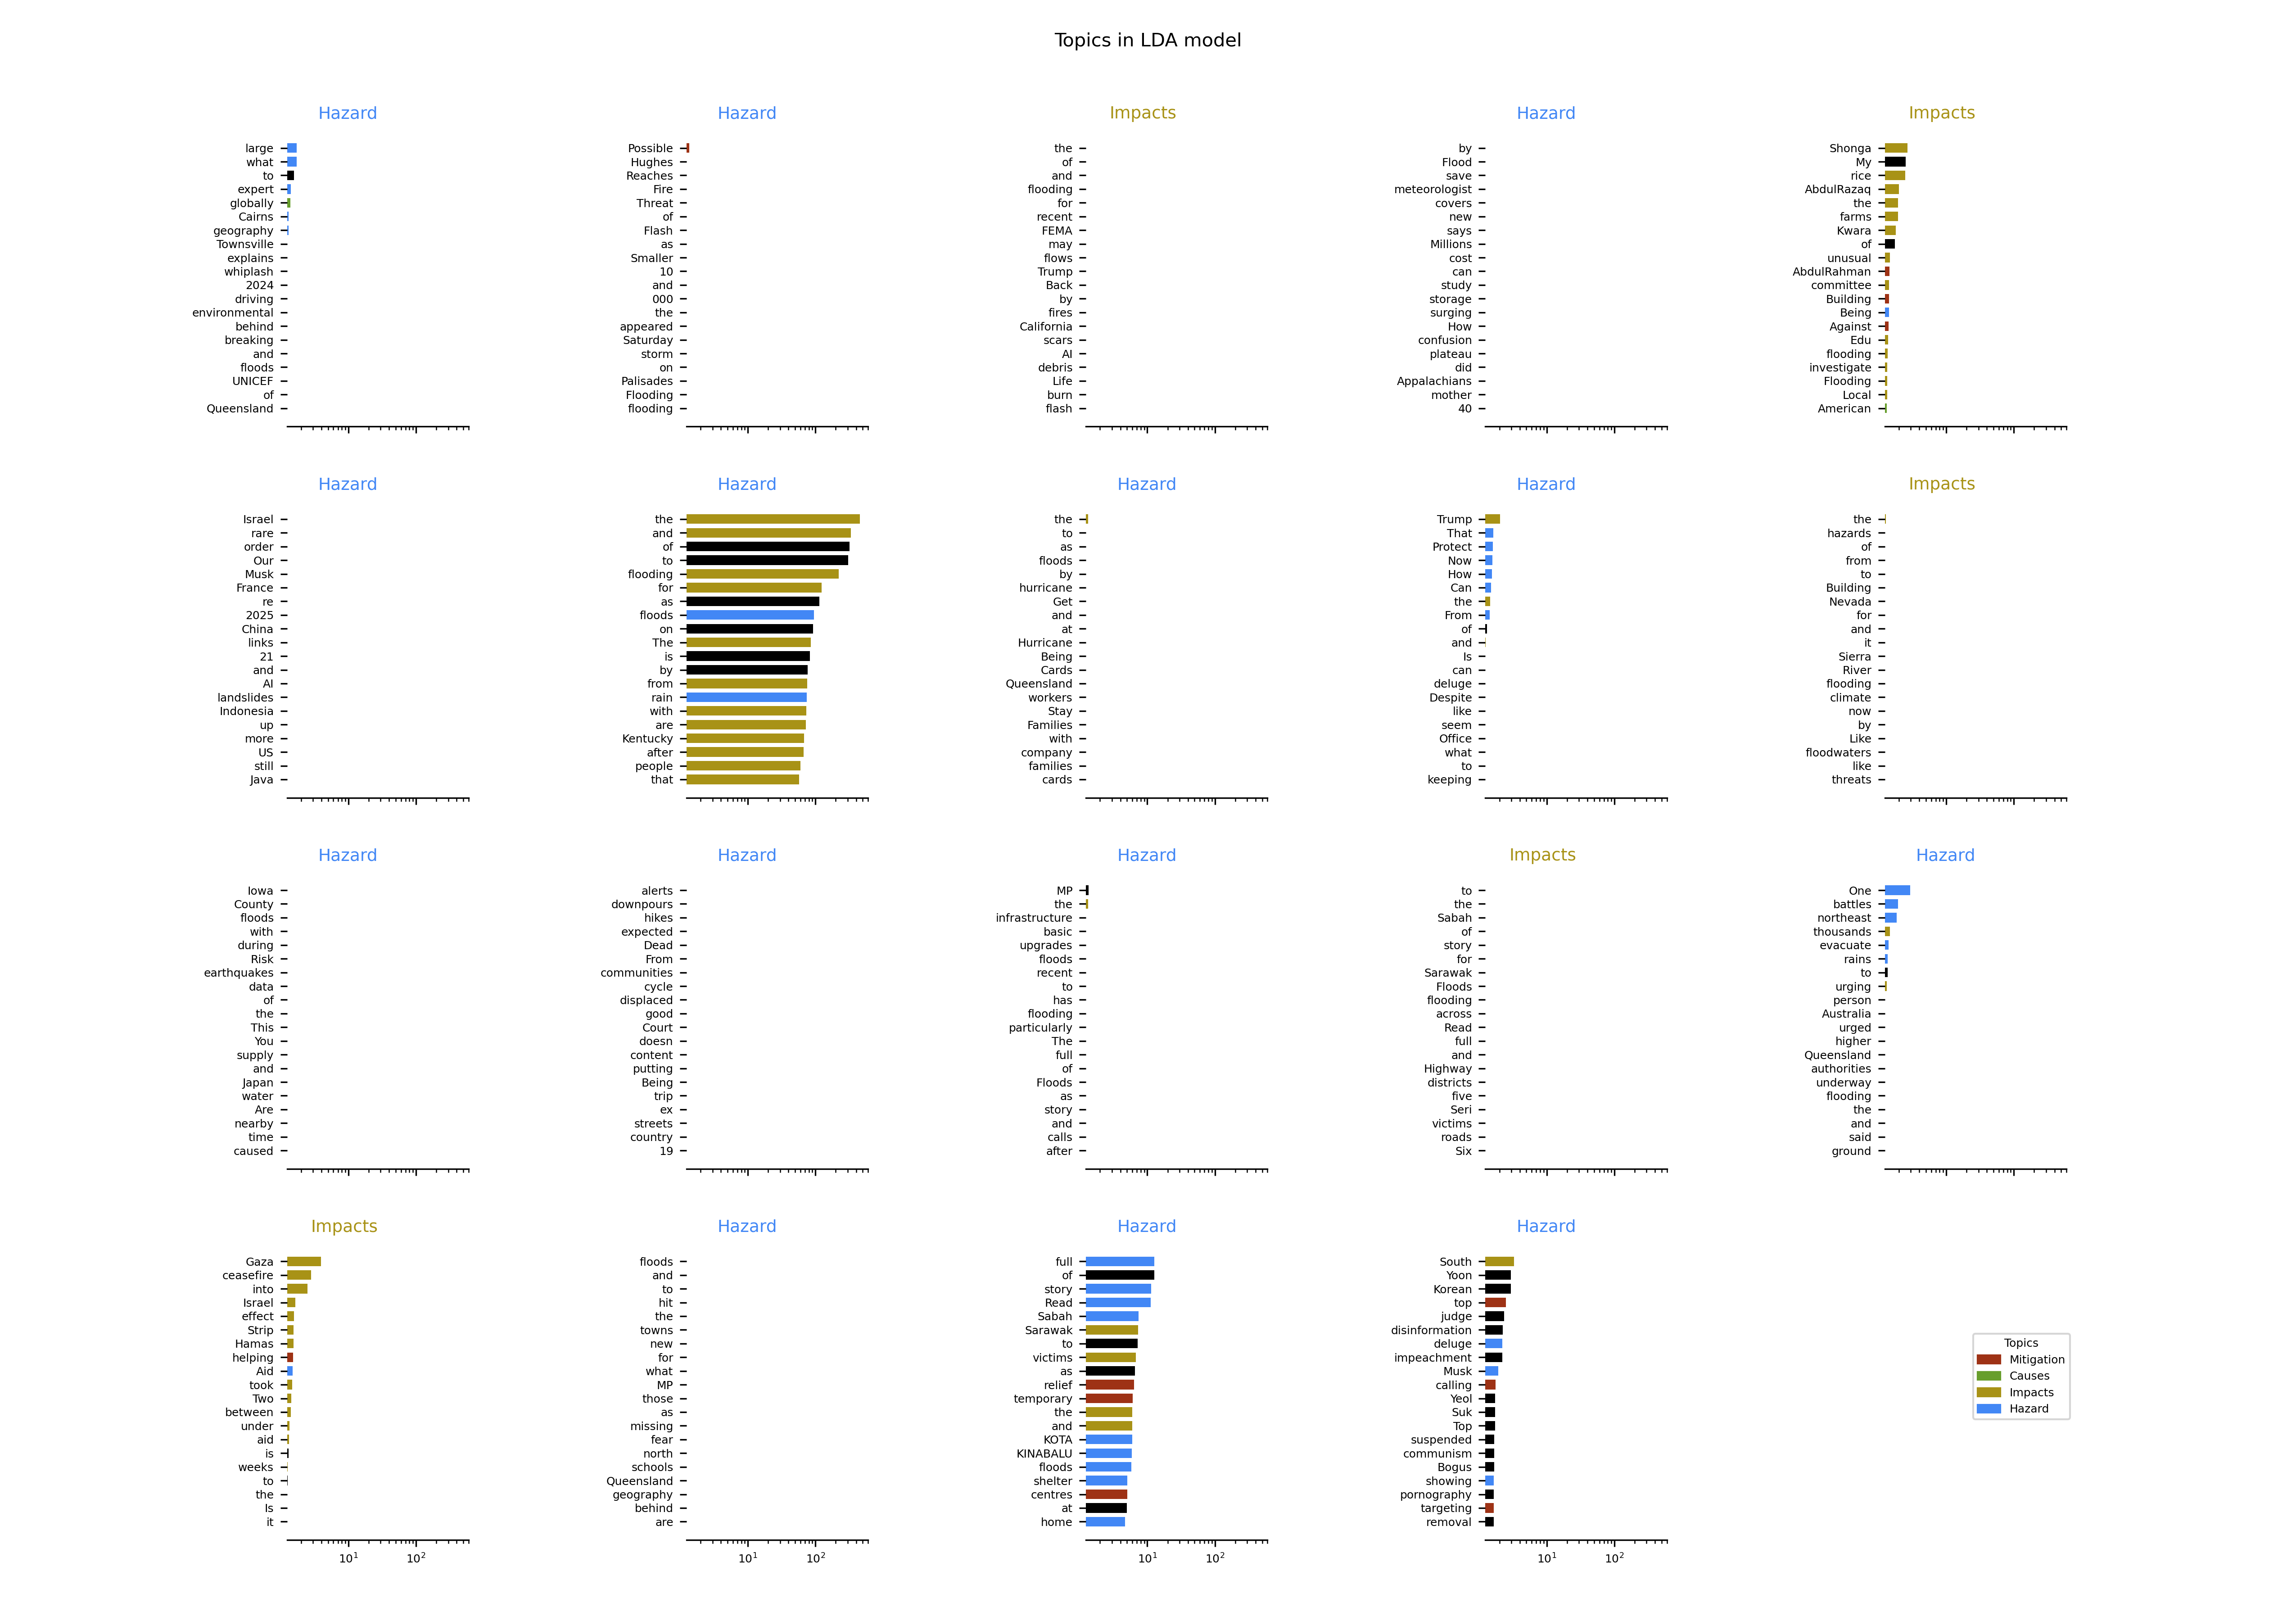 Topics in LDA model
Hazard
large
what
to
expert
globally
Cairns
geography
Townsville
explains
whiplash
2024
driving
environmental
behind
breaking
and
floods
UNICEF
of
Queensland
Hazard
Possible
Hughes
Reaches
Fire
Threat
of
Flash
as
Smaller
10
and
000
the
appeared
Saturday
storm
on
Palisades
Flooding
flooding
Impacts
the
of
and
flooding
for
recent
FEMA
may
flows
Trump
Back
by
fires
California
scars
AI
debris
Life
burn
flash
Hazard
by
Flood
save
meteorologist
covers
new
says
Millions
cost
can
study
storage
surging
How
confusion
plateau
did
Appalachians
mother
40
Impacts
Shonga
My
rice
AbdulRazaq
the
farms
Kwara
of
unusual
AbdulRahman
committee
Building
Being
Against
Edu
flooding
investigate
Flooding
Local
American
Hazard
Israel
rare
order
Our
Musk
France
re
2025
China
links
21
and
AI
landslides
Indonesia
up
more
US
still
Java
Hazard
the
and
of
to
flooding
for
as
floods
on
The
is
by
from
rain
with
are
Kentucky
after
people
that
Hazard
the
to
as
floods
by
hurricane
Get
and
at
Hurricane
Being
Cards
Queensland
workers
Stay
Families
with
company
families
cards
Hazard
Trump
That
Protect
Now
How
Can
the
From
of
and
Is
can
deluge
Despite
like
seem
Office
what
to
keeping
Impacts
the
hazards
of
from
to
Building
Nevada
for
and
it
Sierra
River
flooding
climate
now
by
Like
floodwaters
like
threats
Hazard
Iowa
County
floods
with
during
Risk
earthquakes
data
of
the
This
You
supply
and
Japan
water
Are
nearby
time
caused
Hazard
alerts
downpours
hikes
expected
Dead
From
communities
cycle
displaced
good
Court
doesn
content
putting
Being
trip
ex
streets
country
19
Hazard
MP
the
infrastructure
basic
upgrades
floods
recent
to
has
flooding
particularly
The
full
of
Floods
as
story
and
calls
after
Impacts
to
the
Sabah
of
story
for
Sarawak
Floods
flooding
across
Read
full
and
Highway
districts
five
Seri
victims
roads
Six
Hazard
One
battles
northeast
thousands
evacuate
rains
to
urging
person
Australia
urged
higher
Queensland
authorities
underway
flooding
the
and
said
ground
Impacts
Gaza
ceasefire
into
Israel
effect
Strip
Hamas
helping
Aid
took
Two
between
under
aid
is
weeks
to
the
Is
it
10¹ 10²
Hazard
floods
and
to
hit
the
towns
new
for
what
MP
those
as
missing
fear
north
schools
Queensland
geography
behind
are
10¹ 10²
Hazard
full
of
story
Read
Sabah
Sarawak
to
victims
as
relief
temporary
the
and
KOTA
KINABALU
floods
shelter
centres
at
home
10¹ 10²
Hazard
South
Yoon
Korean
top
judge
disinformation
deluge
impeachment
Musk
calling
Yeol
Suk
Top
suspended
communism
Bogus
showing
pornography
targeting
removal
10¹ 10²
Topics
Mitigation
Causes
Impacts
Hazard